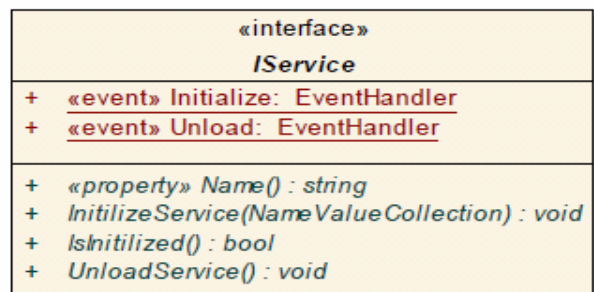 «interface»
IService
+ «event» Initialize: EventHandler
+ «event» Unload: EventHandler
+ «property» Name() : string
+ InitilizeService(NameValueCollection) : void
+ IsInitilized() : bool
+ UnloadService() : void